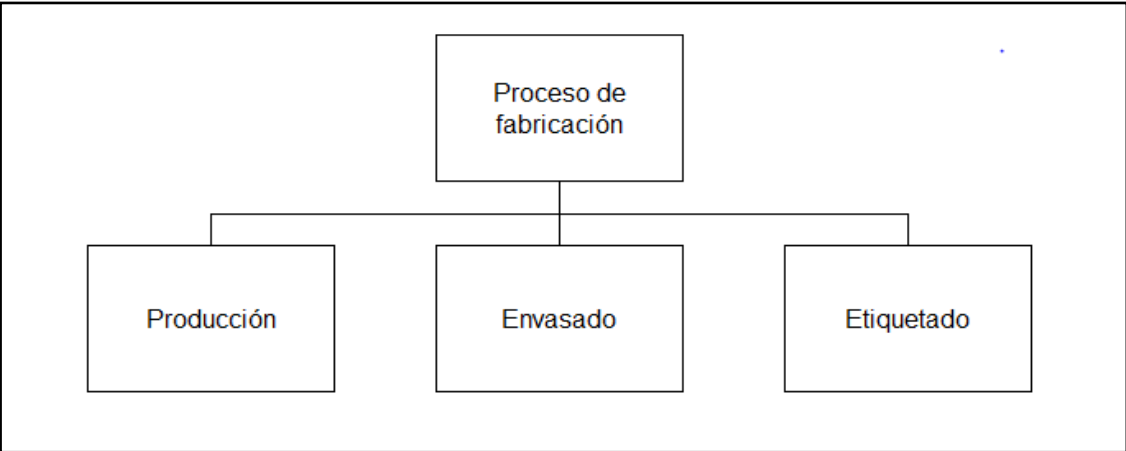 Proceso de
fabricación
Producción
Envasado
Etiquetado